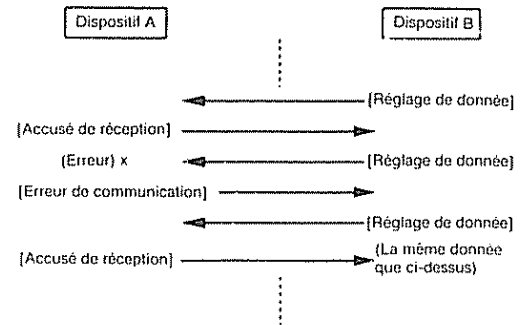 Dispositif A
Dispositif B
[Réglage de donnée]
[Accusé de réception]
(Erreur) x
[Réglage de donnée]
[Erreur de communication]
[Réglage de donnée]
[Accusé de réception]
(La même donnée
que ci-dessus)